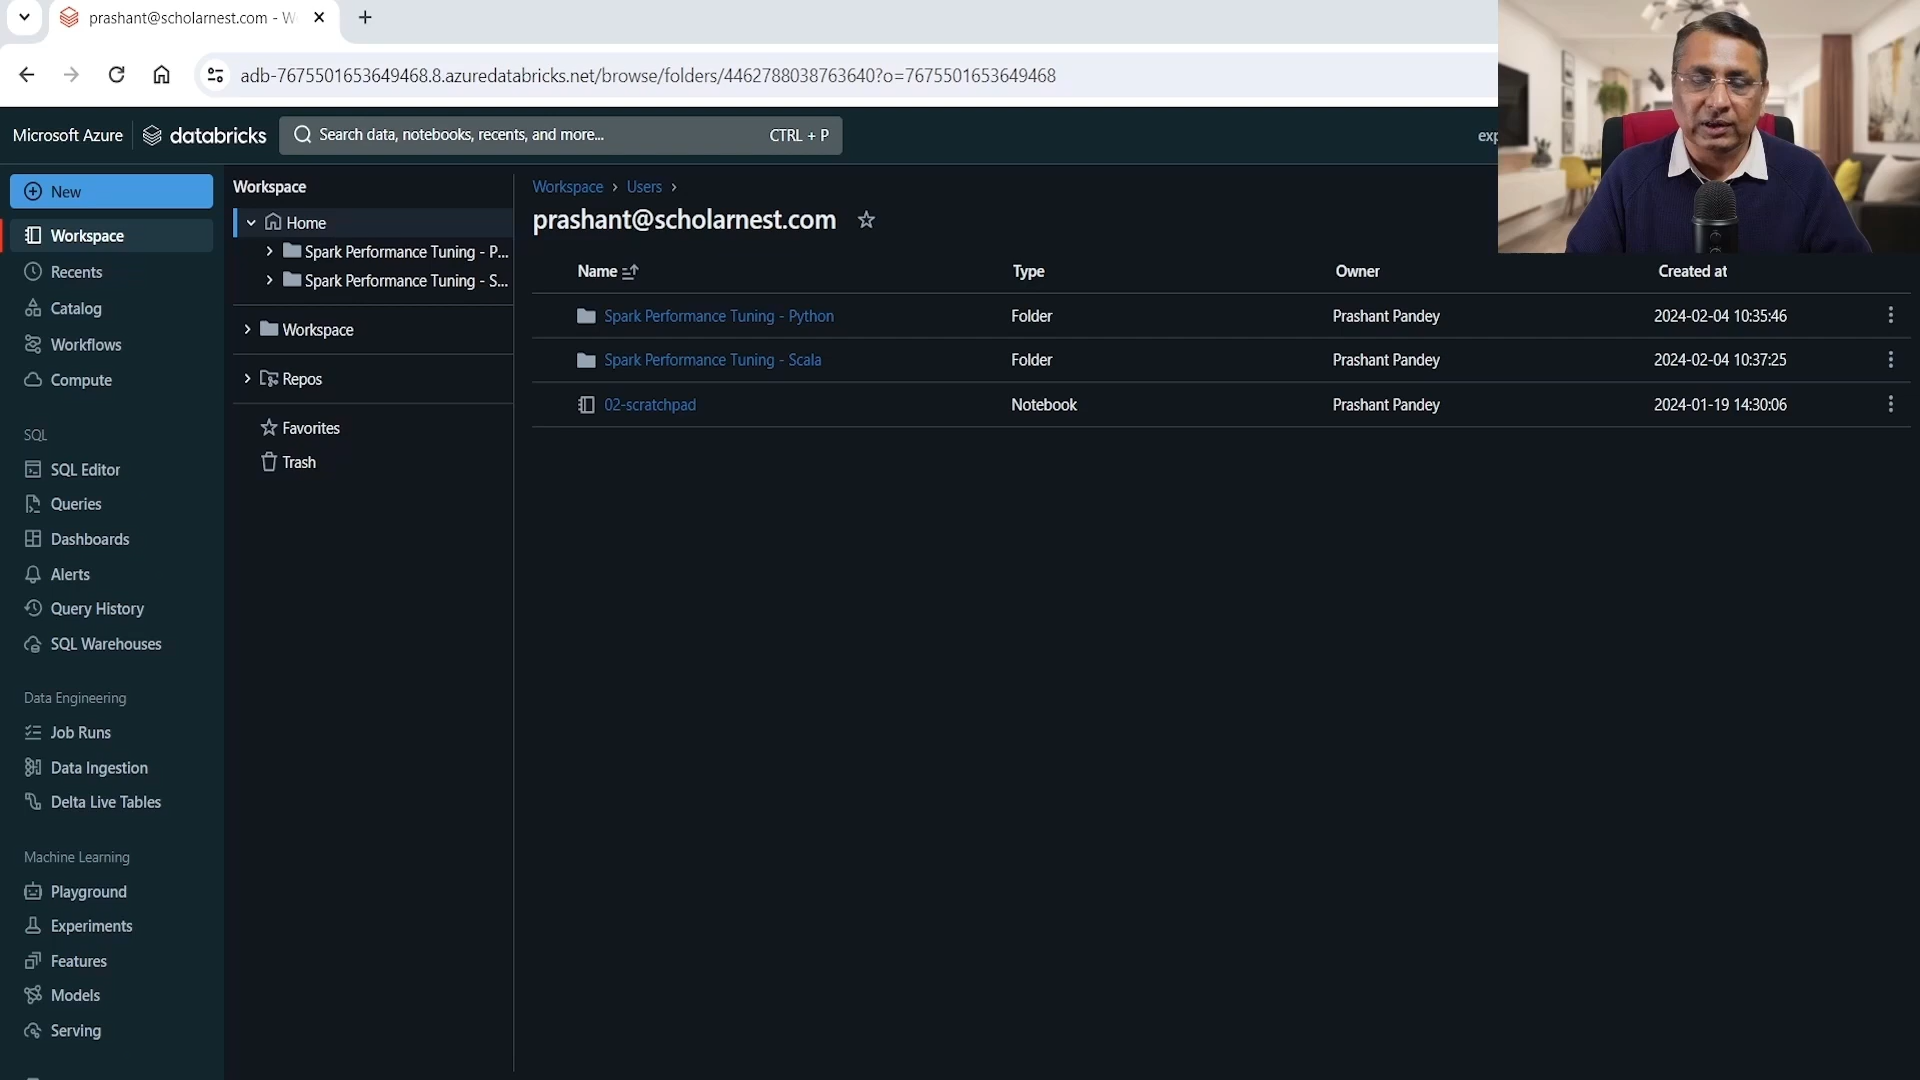 prashant@scholarnest.com - W
adb-7675501653649468.8.azuredatabricks.net/browse/folders/4462788038763640?o=7675501653649468
Microsoft Azure
databricks
Search data, notebooks, recents, and more...
CTRL + P
exp
New
Workspace
Recents
Catalog
Workflows
Compute
SQL
SQL Editor
Queries
Dashboards
Alerts
Query History
SQL Warehouses
Data Engineering
Job Runs
Data Ingestion
Delta Live Tables
Machine Learning
Playground
Experiments
Features
Models
Serving
Workspace
Home
Spark Performance Tuning - P...
Spark Performance Tuning - S...
Workspace
Repos
Favorites
Trash
Workspace › Users ›
prashant@scholarnest.com
Name Type Owner Created at
Spark Performance Tuning - Python Folder Prashant Pandey 2024-02-04 10:35:46
Spark Performance Tuning - Scala Folder Prashant Pandey 2024-02-04 10:37:25
02-scratchpad Notebook Prashant Pandey 2024-01-19 14:30:06